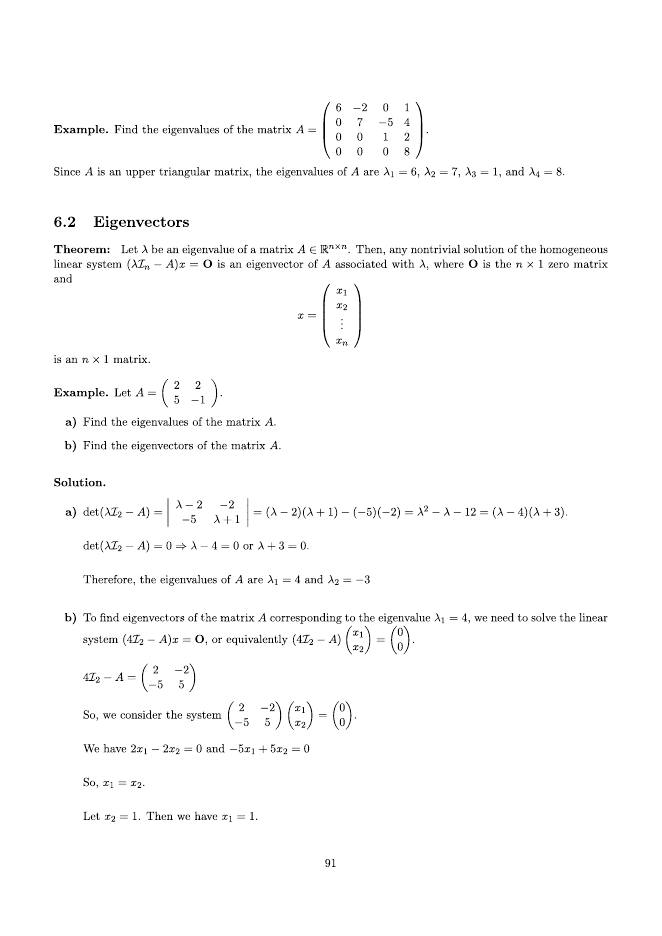 Example. Find the eigenvalues of the matrix A = ( 6 −2 0 1
0 7 −5 4
0 0 1 2
0 0 0 8 ).
Since A is an upper triangular matrix, the eigenvalues of A are λ₁ = 6, λ₂ = 7, λ₃ = 1, and λ₄ = 8.
6.2 Eigenvectors
Theorem: Let λ be an eigenvalue of a matrix A ∈ ℝⁿˣⁿ. Then, any nontrivial solution of the homogeneous
linear system (λℐₙ − A)x = O is an eigenvector of A associated with λ, where O is the n × 1 zero matrix
and
x = ( x₁
x₂
⋮
xₙ )
is an n × 1 matrix.
Example. Let A = ( 2 2
5 −1 ).
a) Find the eigenvalues of the matrix A.
b) Find the eigenvectors of the matrix A.
Solution.
a) det(λℐ₂ − A) = | λ − 2 −2
−5 λ + 1 | = (λ − 2)(λ + 1) − (−5)(−2) = λ² − λ − 12 = (λ − 4)(λ + 3).
det(λℐ₂ − A) = 0 ⇒ λ − 4 = 0 or λ + 3 = 0.
Therefore, the eigenvalues of A are λ₁ = 4 and λ₂ = −3
b) To find eigenvectors of the matrix A corresponding to the eigenvalue λ₁ = 4, we need to solve the linear
system (4ℐ₂ − A)x = O, or equivalently (4ℐ₂ − A) ( x₁
x₂ ) = ( 0
0 ).
4ℐ₂ − A = ( 2 −2
−5 5 )
So, we consider the system ( 2 −2
−5 5 ) ( x₁
x₂ ) = ( 0
0 ).
We have 2x₁ − 2x₂ = 0 and −5x₁ + 5x₂ = 0
So, x₁ = x₂.
Let x₂ = 1. Then we have x₁ = 1.
91